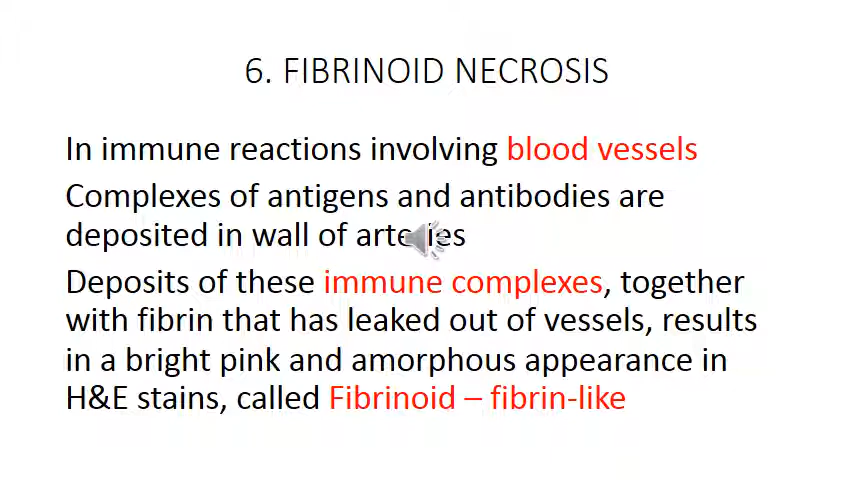 6. FIBRINOID NECROSIS
In immune reactions involving blood vessels
Complexes of antigens and antibodies are
deposited in wall of arteries
Deposits of these immune complexes, together
with fibrin that has leaked out of vessels, results
in a bright pink and amorphous appearance in
H&E stains, called Fibrinoid – fibrin-like